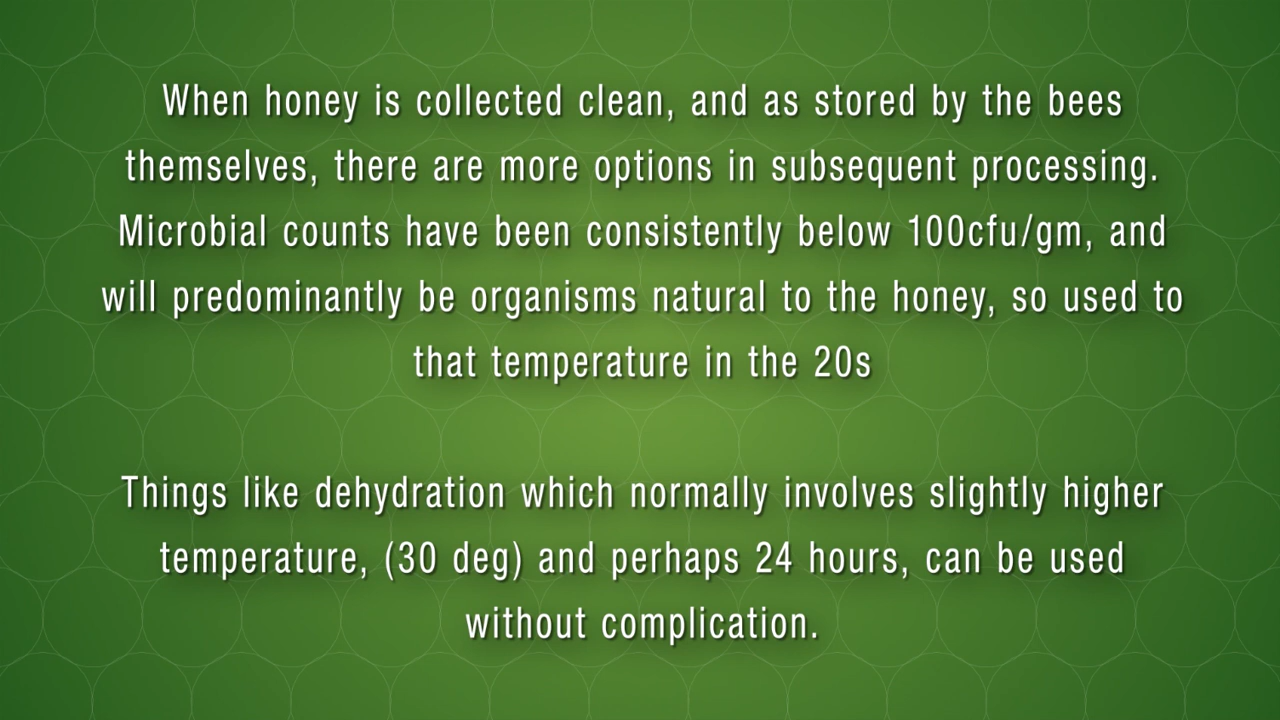 When honey is collected clean, and as stored by the bees
themselves, there are more options in subsequent processing.
Microbial counts have been consistently below 100cfu/gm, and
will predominantly be organisms natural to the honey, so used to
that temperature in the 20s
Things like dehydration which normally involves slightly higher
temperature, (30 deg) and perhaps 24 hours, can be used
without complication.